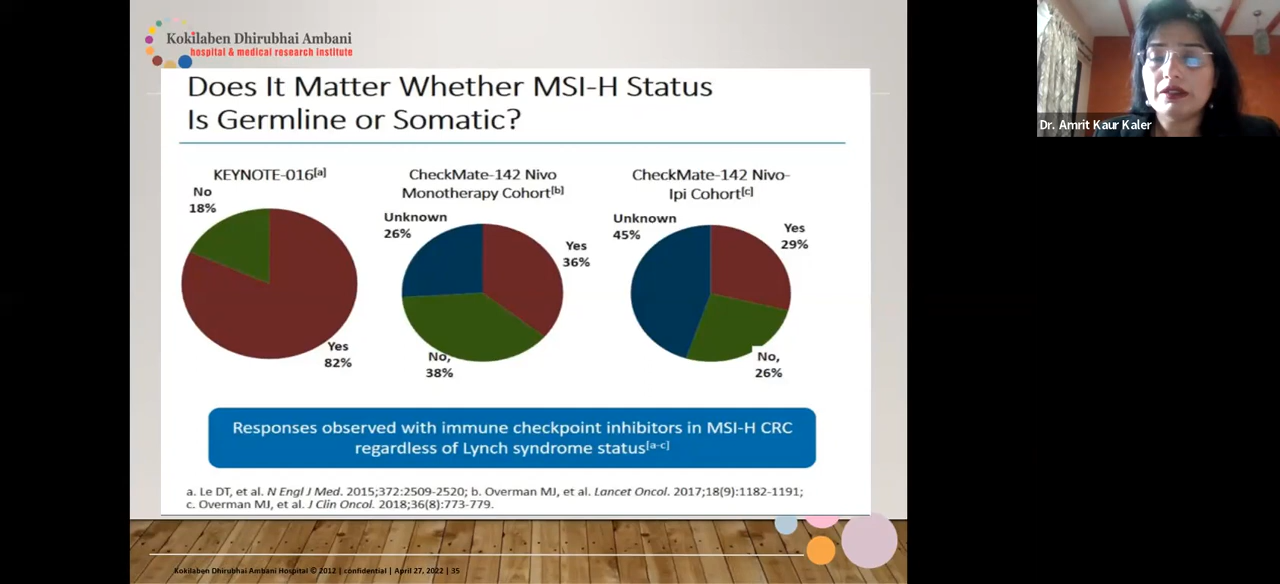 Kokilaben Dhirubhai Ambani
hospital & medical research institute
Dr. Amrit Kaur Kaler
Does It Matter Whether MSI-H Status
Is Germline or Somatic?
KEYNOTE-016[a]
No
18%
Yes
82%
CheckMate-142 Nivo
Monotherapy Cohort[b]
Unknown
26%
Yes
36%
No,
38%
CheckMate-142 Nivo-
Ipi Cohort[c]
Unknown
45%
Yes
29%
No,
26%
Responses observed with immune checkpoint inhibitors in MSI-H CRC
regardless of Lynch syndrome status[a-c]
a. Le DT, et al. N Engl J Med. 2015;372:2509-2520; b. Overman MJ, et al. Lancet Oncol. 2017;18(9):1182-1191;
c. Overman MJ, et al. J Clin Oncol. 2018;36(8):773-779.
Kokilaben Dhirubhai Ambani Hospital © 2012 | confidential | April 27, 2022 | 35